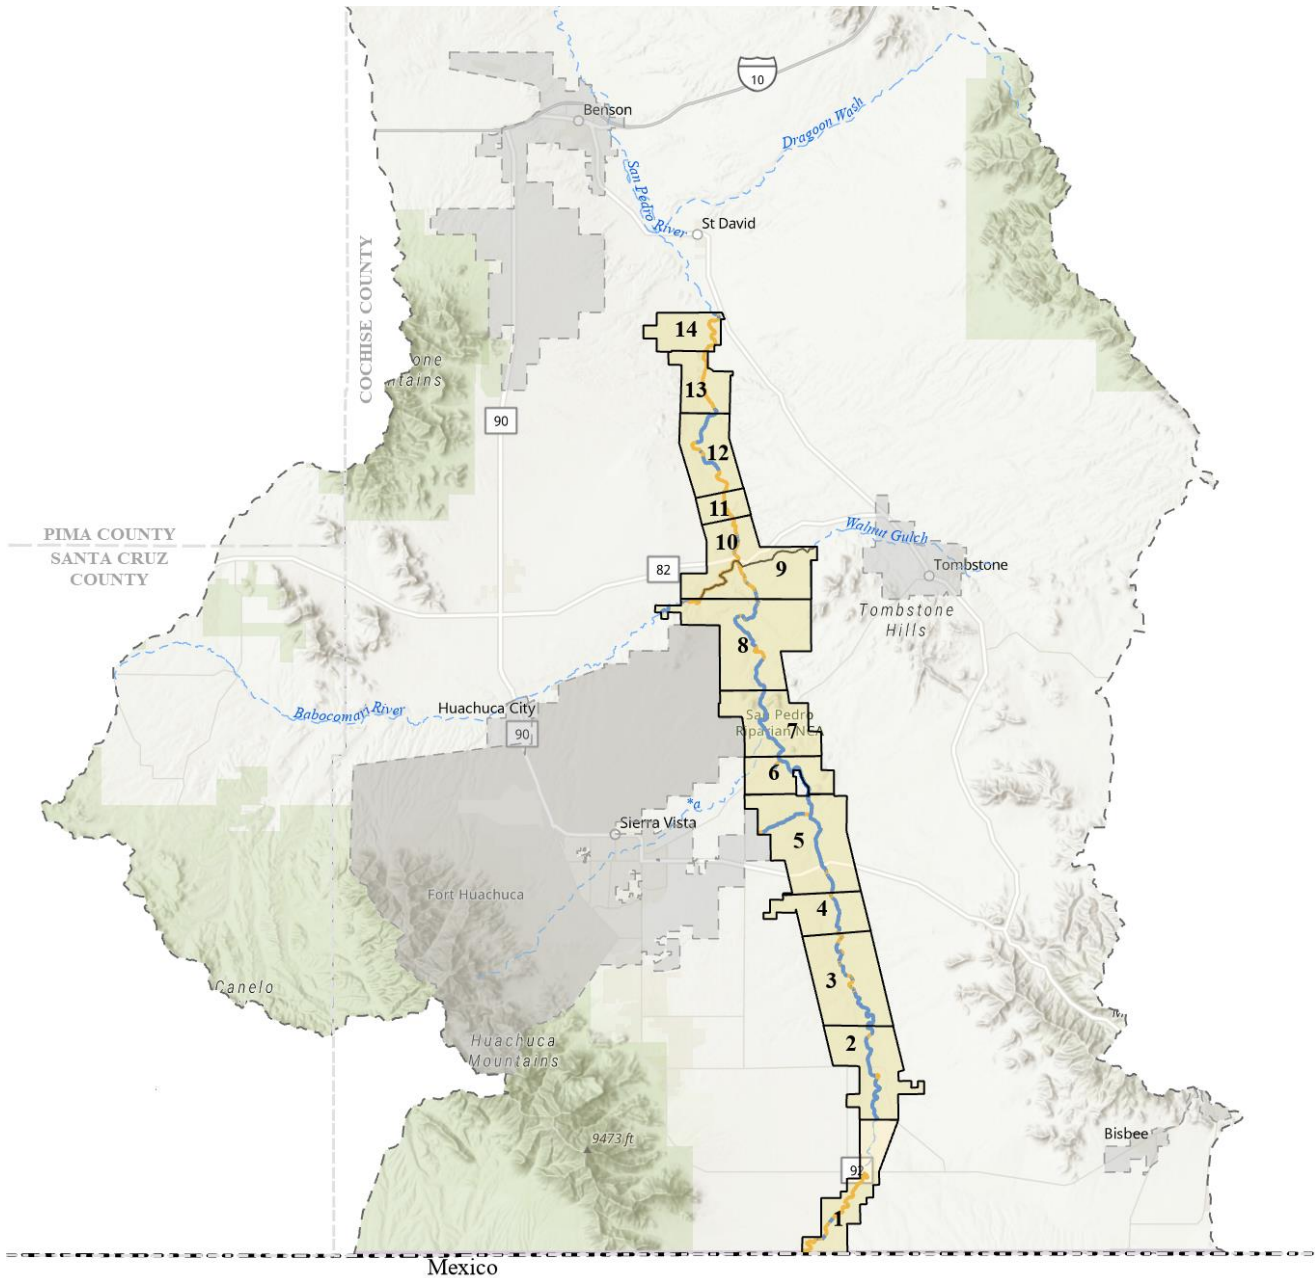 10
Benson
Dragoon Wash
San Pedro River
St David
COCHISE COUNTY
14
one
ntains
13
90
12
11
Walnut Gulch
PIMA COUNTY
SANTA CRUZ
COUNTY
10
82
9
Tombstone
Tombstone
Hills
8
Huachuca City
Babocomari River
San Pedro
Riparian NCA
90
7
6
*a
Sierra Vista
5
Fort Huachuca
4
3
Canelo
M
2
Huachuca
Mountains
9473 ft
Bisbee
92
1
Mexico